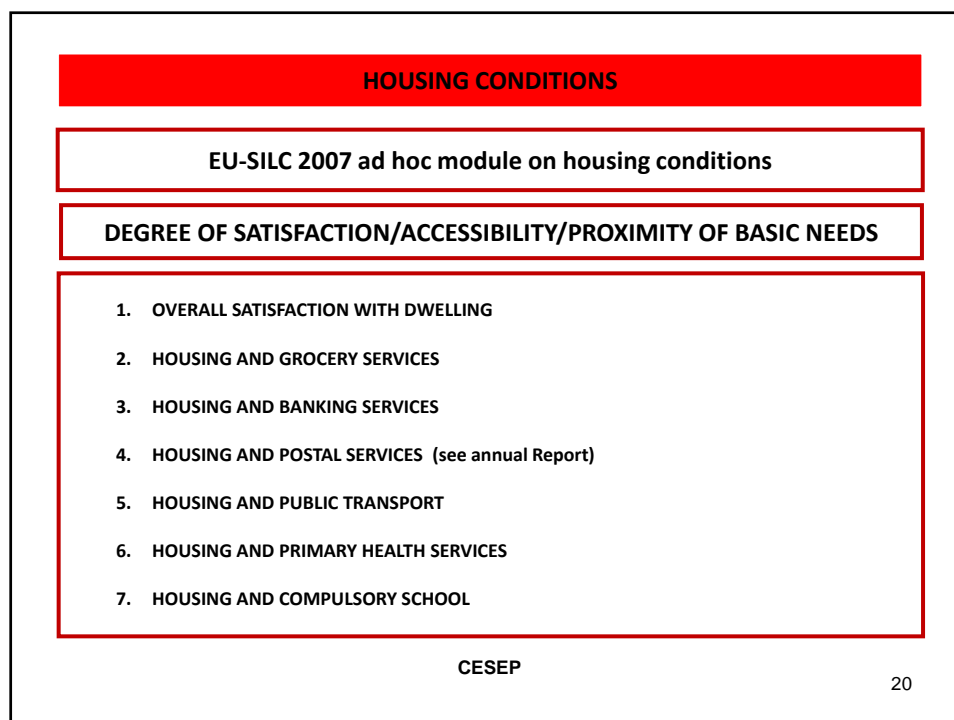 HOUSING CONDITIONS
EU-SILC 2007 ad hoc module on housing conditions
DEGREE OF SATISFACTION/ACCESSIBILITY/PROXIMITY OF BASIC NEEDS
1. OVERALL SATISFACTION WITH DWELLING
2. HOUSING AND GROCERY SERVICES
3. HOUSING AND BANKING SERVICES
4. HOUSING AND POSTAL SERVICES (see annual Report)
5. HOUSING AND PUBLIC TRANSPORT
6. HOUSING AND PRIMARY HEALTH SERVICES
7. HOUSING AND COMPULSORY SCHOOL
CESEP
20